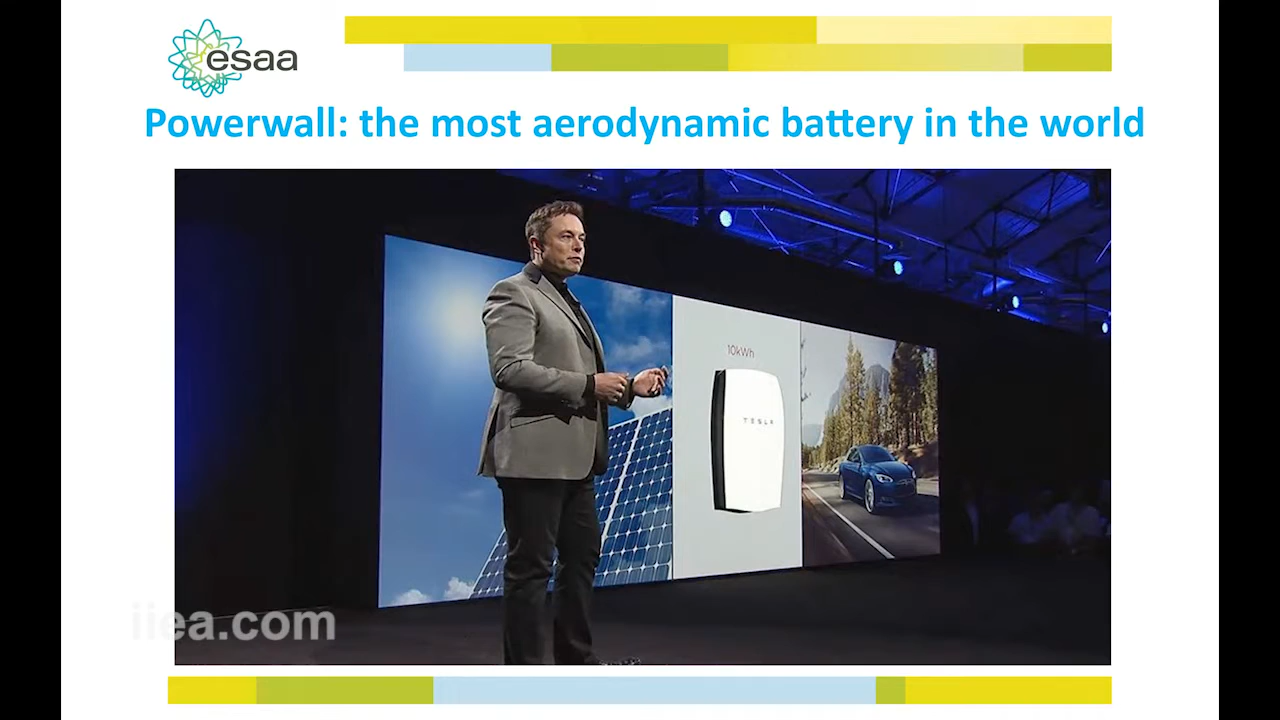 esaa
Powerwall: the most aerodynamic battery in the world
10kWh
TESLA
iiea.com